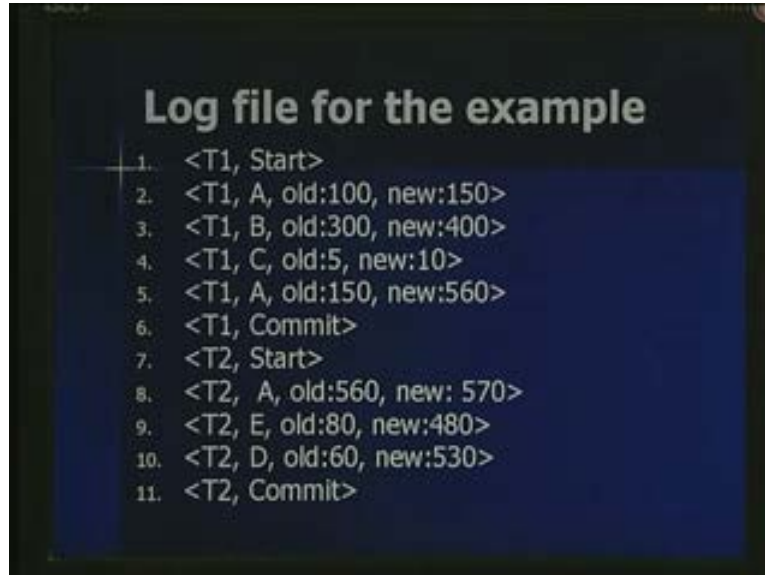 Log file for the example
1. <T1, Start>
2. <T1, A, old:100, new:150>
3. <T1, B, old:300, new:400>
4. <T1, C, old:5, new:10>
5. <T1, A, old:150, new:560>
6. <T1, Commit>
7. <T2, Start>
8. <T2, A, old:560, new: 570>
9. <T2, E, old:80, new:480>
10. <T2, D, old:60, new:530>
11. <T2, Commit>